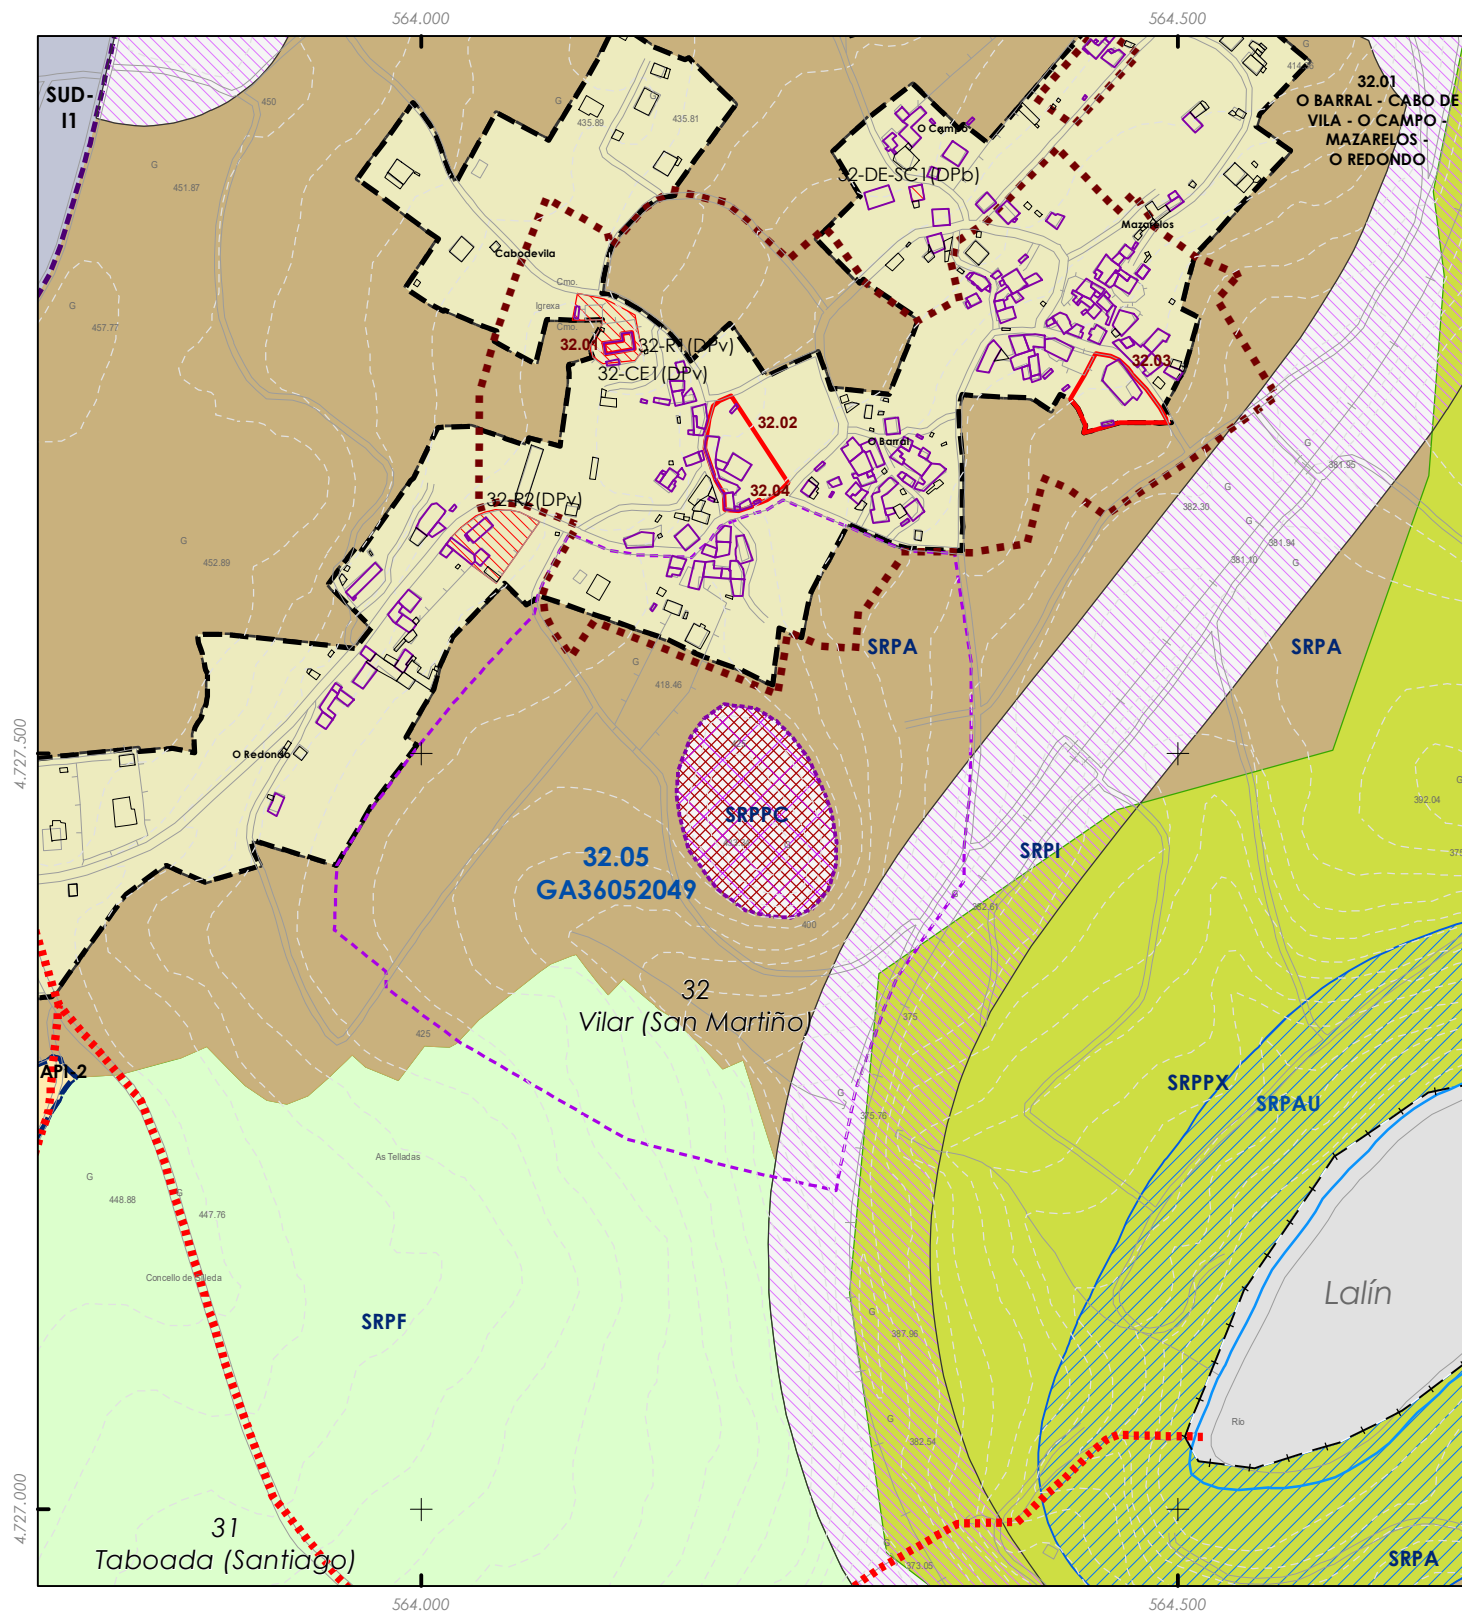 564.000
564.500
SUD-
I1
450
G
435.89
G
435.81
G
414.36
32.01
O BARRAL - CABO DE
VILA - O CAMPO -
MAZARELOS -
O REDONDO
G
451.87
O Campo
32-DE-SC1(DPb)
Mazarelos
Cabodevila
Cmo.
Igrexa
Cmo.
G
457.77
32.01
32-R1(DPv)
32-CE1(DPv)
32.03
32.02
O Barral
G
381.95
32.04
32-R2(DPv)
G
382.30
G
381.94
381.10
G
G
452.89
SRPA
SRPA
G
418.46
4.727.500
O Redondo
SRPPC
G
392.04
375
32.05
GA36052049
SRPI
G
382.61
400
32
Vilar (San Martiño)
375
425
API-2
G
375.76
SRPPX
SRPAU
As Telladas
G
448.88
G
447.76
Concello de Silleda
Lalín
SRPF
G
387.96
G
382.54
Río
4.727.000
31
Taboada (Santiago)
G
373.05
SRPA
564.000
564.500